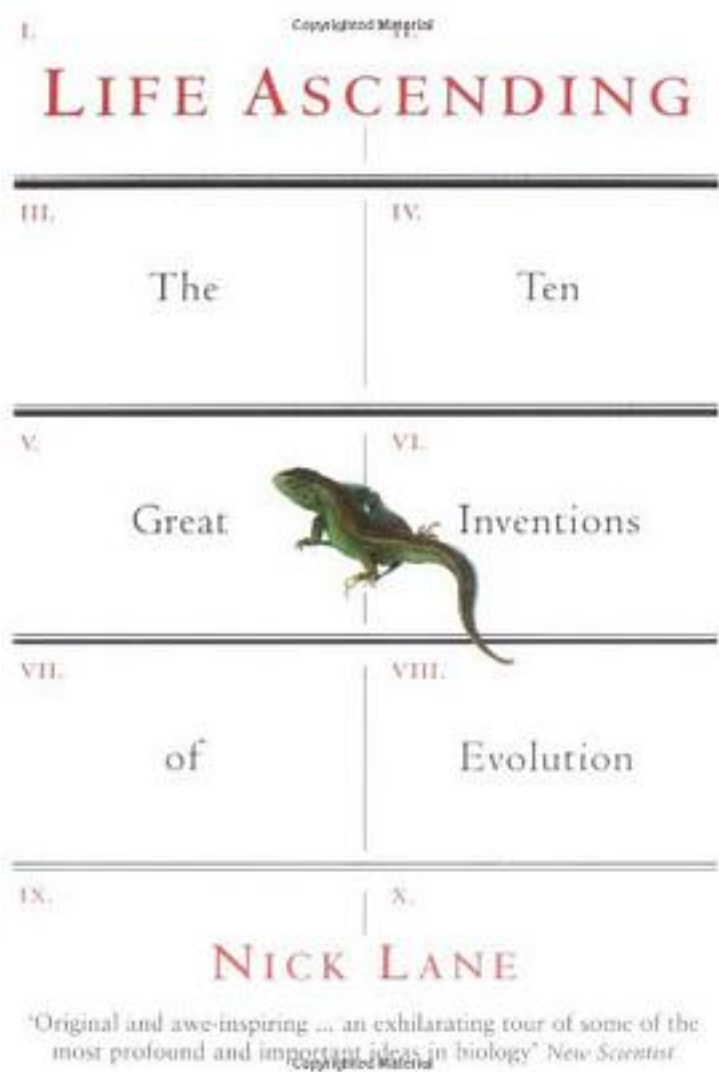 Copyrighted Material
I. II.
LIFE ASCENDING
III. IV.
The Ten
V. VI.
Great Inventions
VII. VIII.
of Evolution
IX. X.
NICK LANE
'Original and awe-inspiring ... an exhilarating tour of some of the
most profound and important ideas in biology' New Scientist
Copyrighted Material